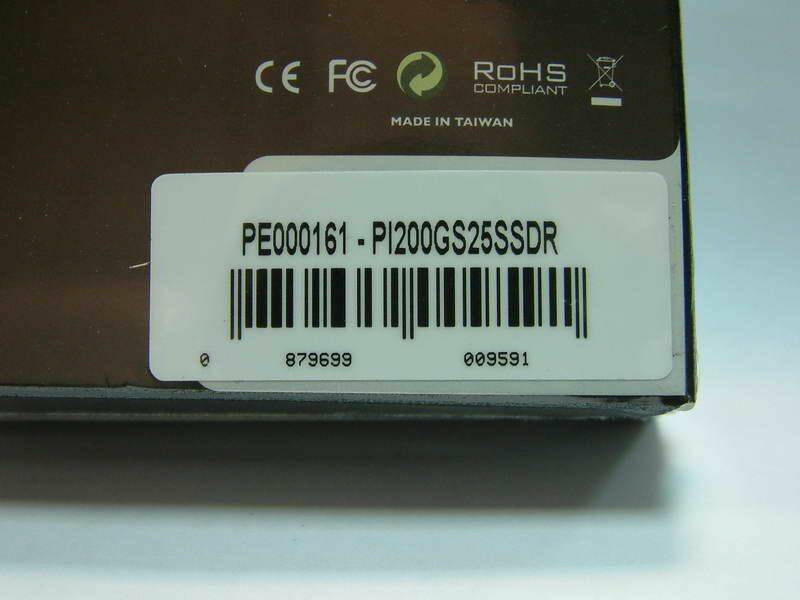 CE FC RoHS
COMPLIANT
MADE IN TAIWAN
PE000161 - PI200GS25SSDR
0 879699 009591